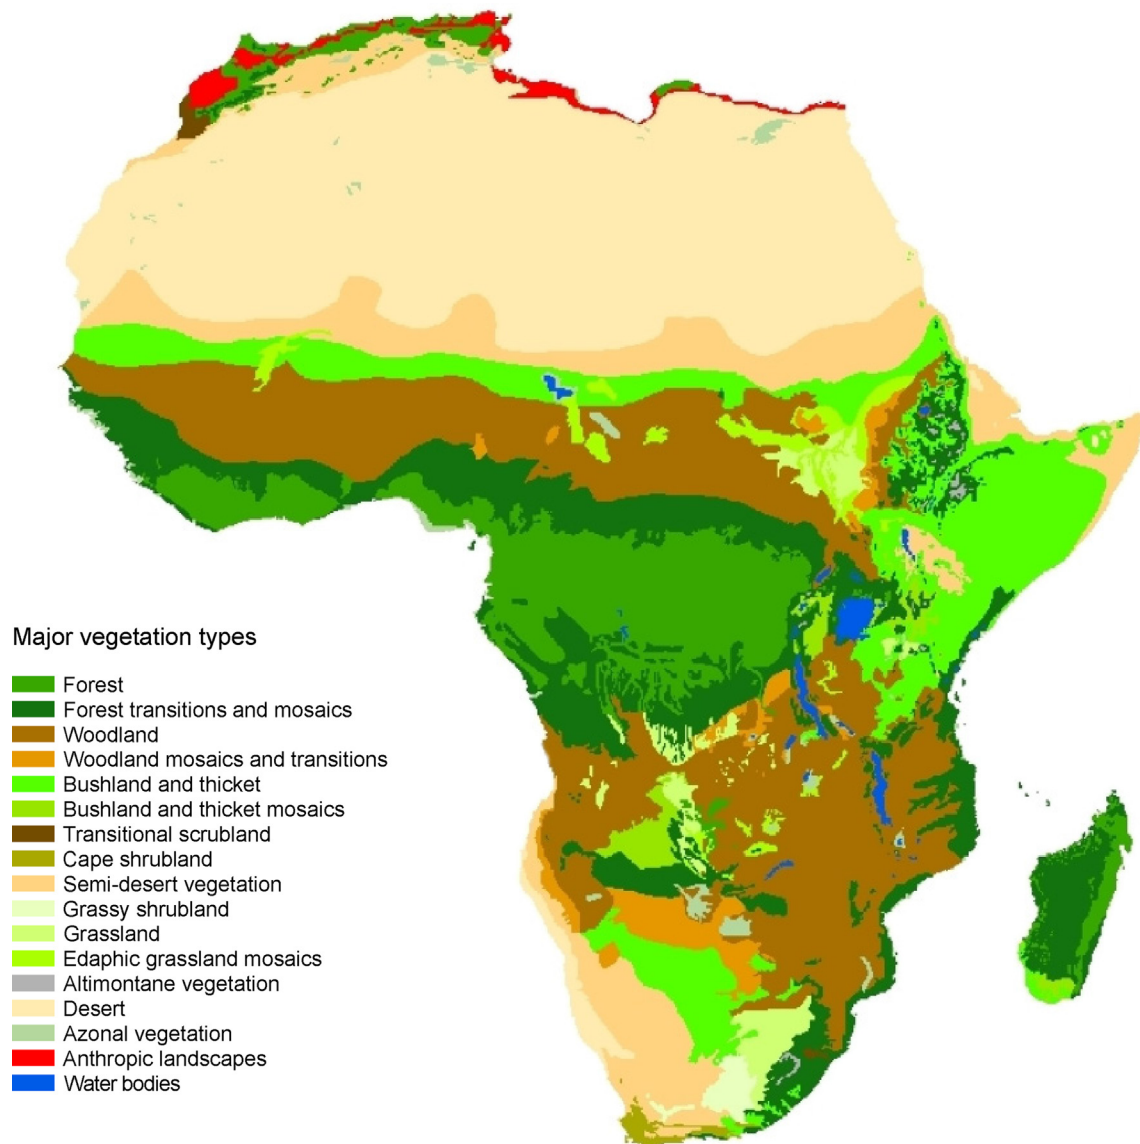 Major vegetation types
Forest
Forest transitions and mosaics
Woodland
Woodland mosaics and transitions
Bushland and thicket
Bushland and thicket mosaics
Transitional scrubland
Cape shrubland
Semi-desert vegetation
Grassy shrubland
Grassland
Edaphic grassland mosaics
Altimontane vegetation
Desert
Azonal vegetation
Anthropic landscapes
Water bodies